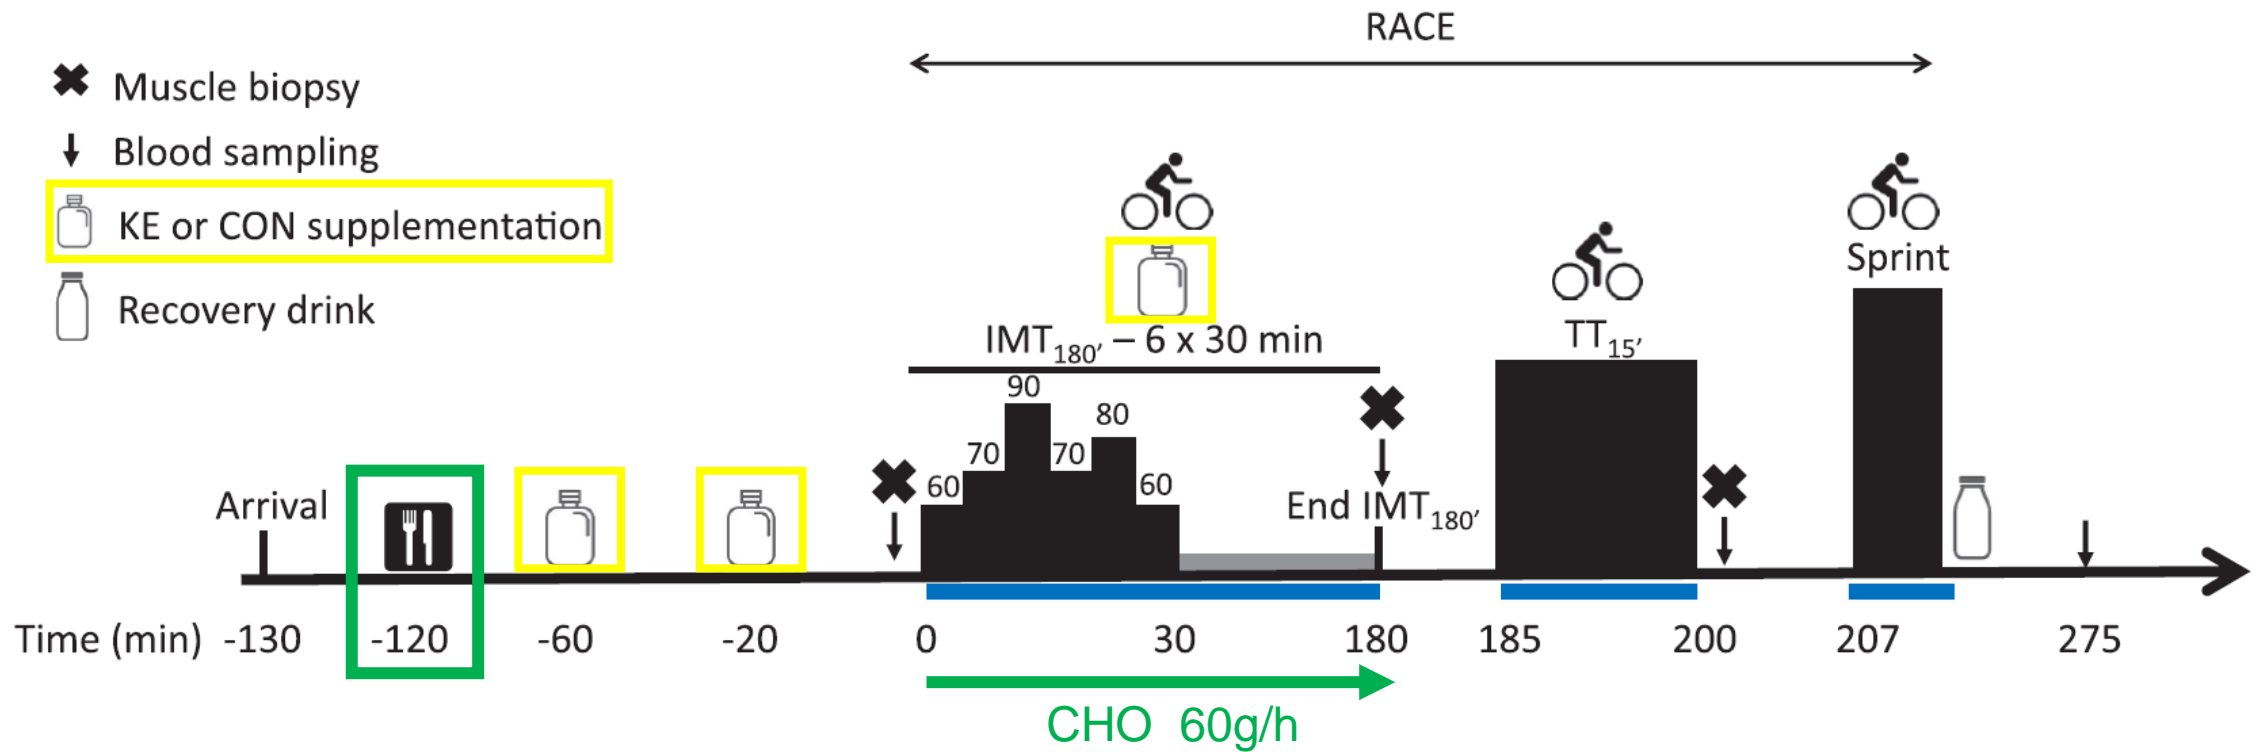 RACE
Muscle biopsy
Blood sampling
KE or CON supplementation
Recovery drink
Sprint
TT15’
IMT180’ – 6 x 30 min
90
80
70
70
60
60
Arrival
End IMT180’
Time (min) -130 -120 -60 -20 0 30 180 185 200 207 275
CHO 60g/h